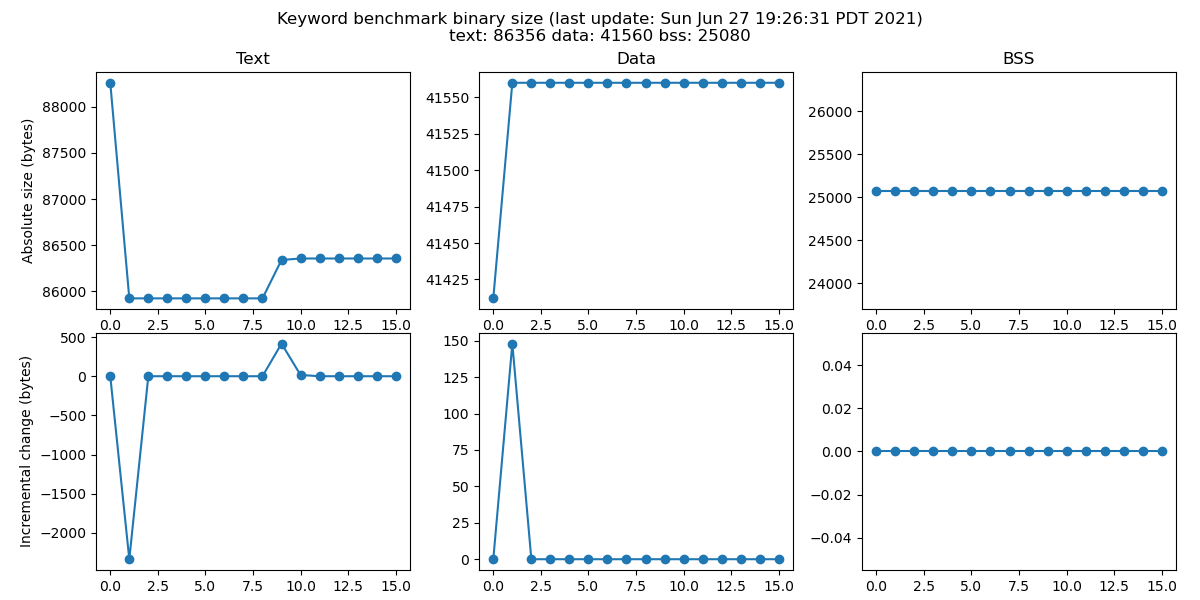 Keyword benchmark binary size (last update: Sun Jun 27 19:26:31 PDT 2021)
text: 86356 data: 41560 bss: 25080
Text
Data
BSS
Absolute size (bytes)
88000
87500
87000
86500
86000
0.0 2.5 5.0 7.5 10.0 12.5 15.0
41550
41525
41500
41475
41450
41425
0.0 2.5 5.0 7.5 10.0 12.5 15.0
26000
25500
25000
24500
24000
0.0 2.5 5.0 7.5 10.0 12.5 15.0
Incremental change (bytes)
500
0
−500
−1000
−1500
−2000
0.0 2.5 5.0 7.5 10.0 12.5 15.0
150
125
100
75
50
25
0
0.0 2.5 5.0 7.5 10.0 12.5 15.0
0.04
0.02
0.00
−0.02
−0.04
0.0 2.5 5.0 7.5 10.0 12.5 15.0